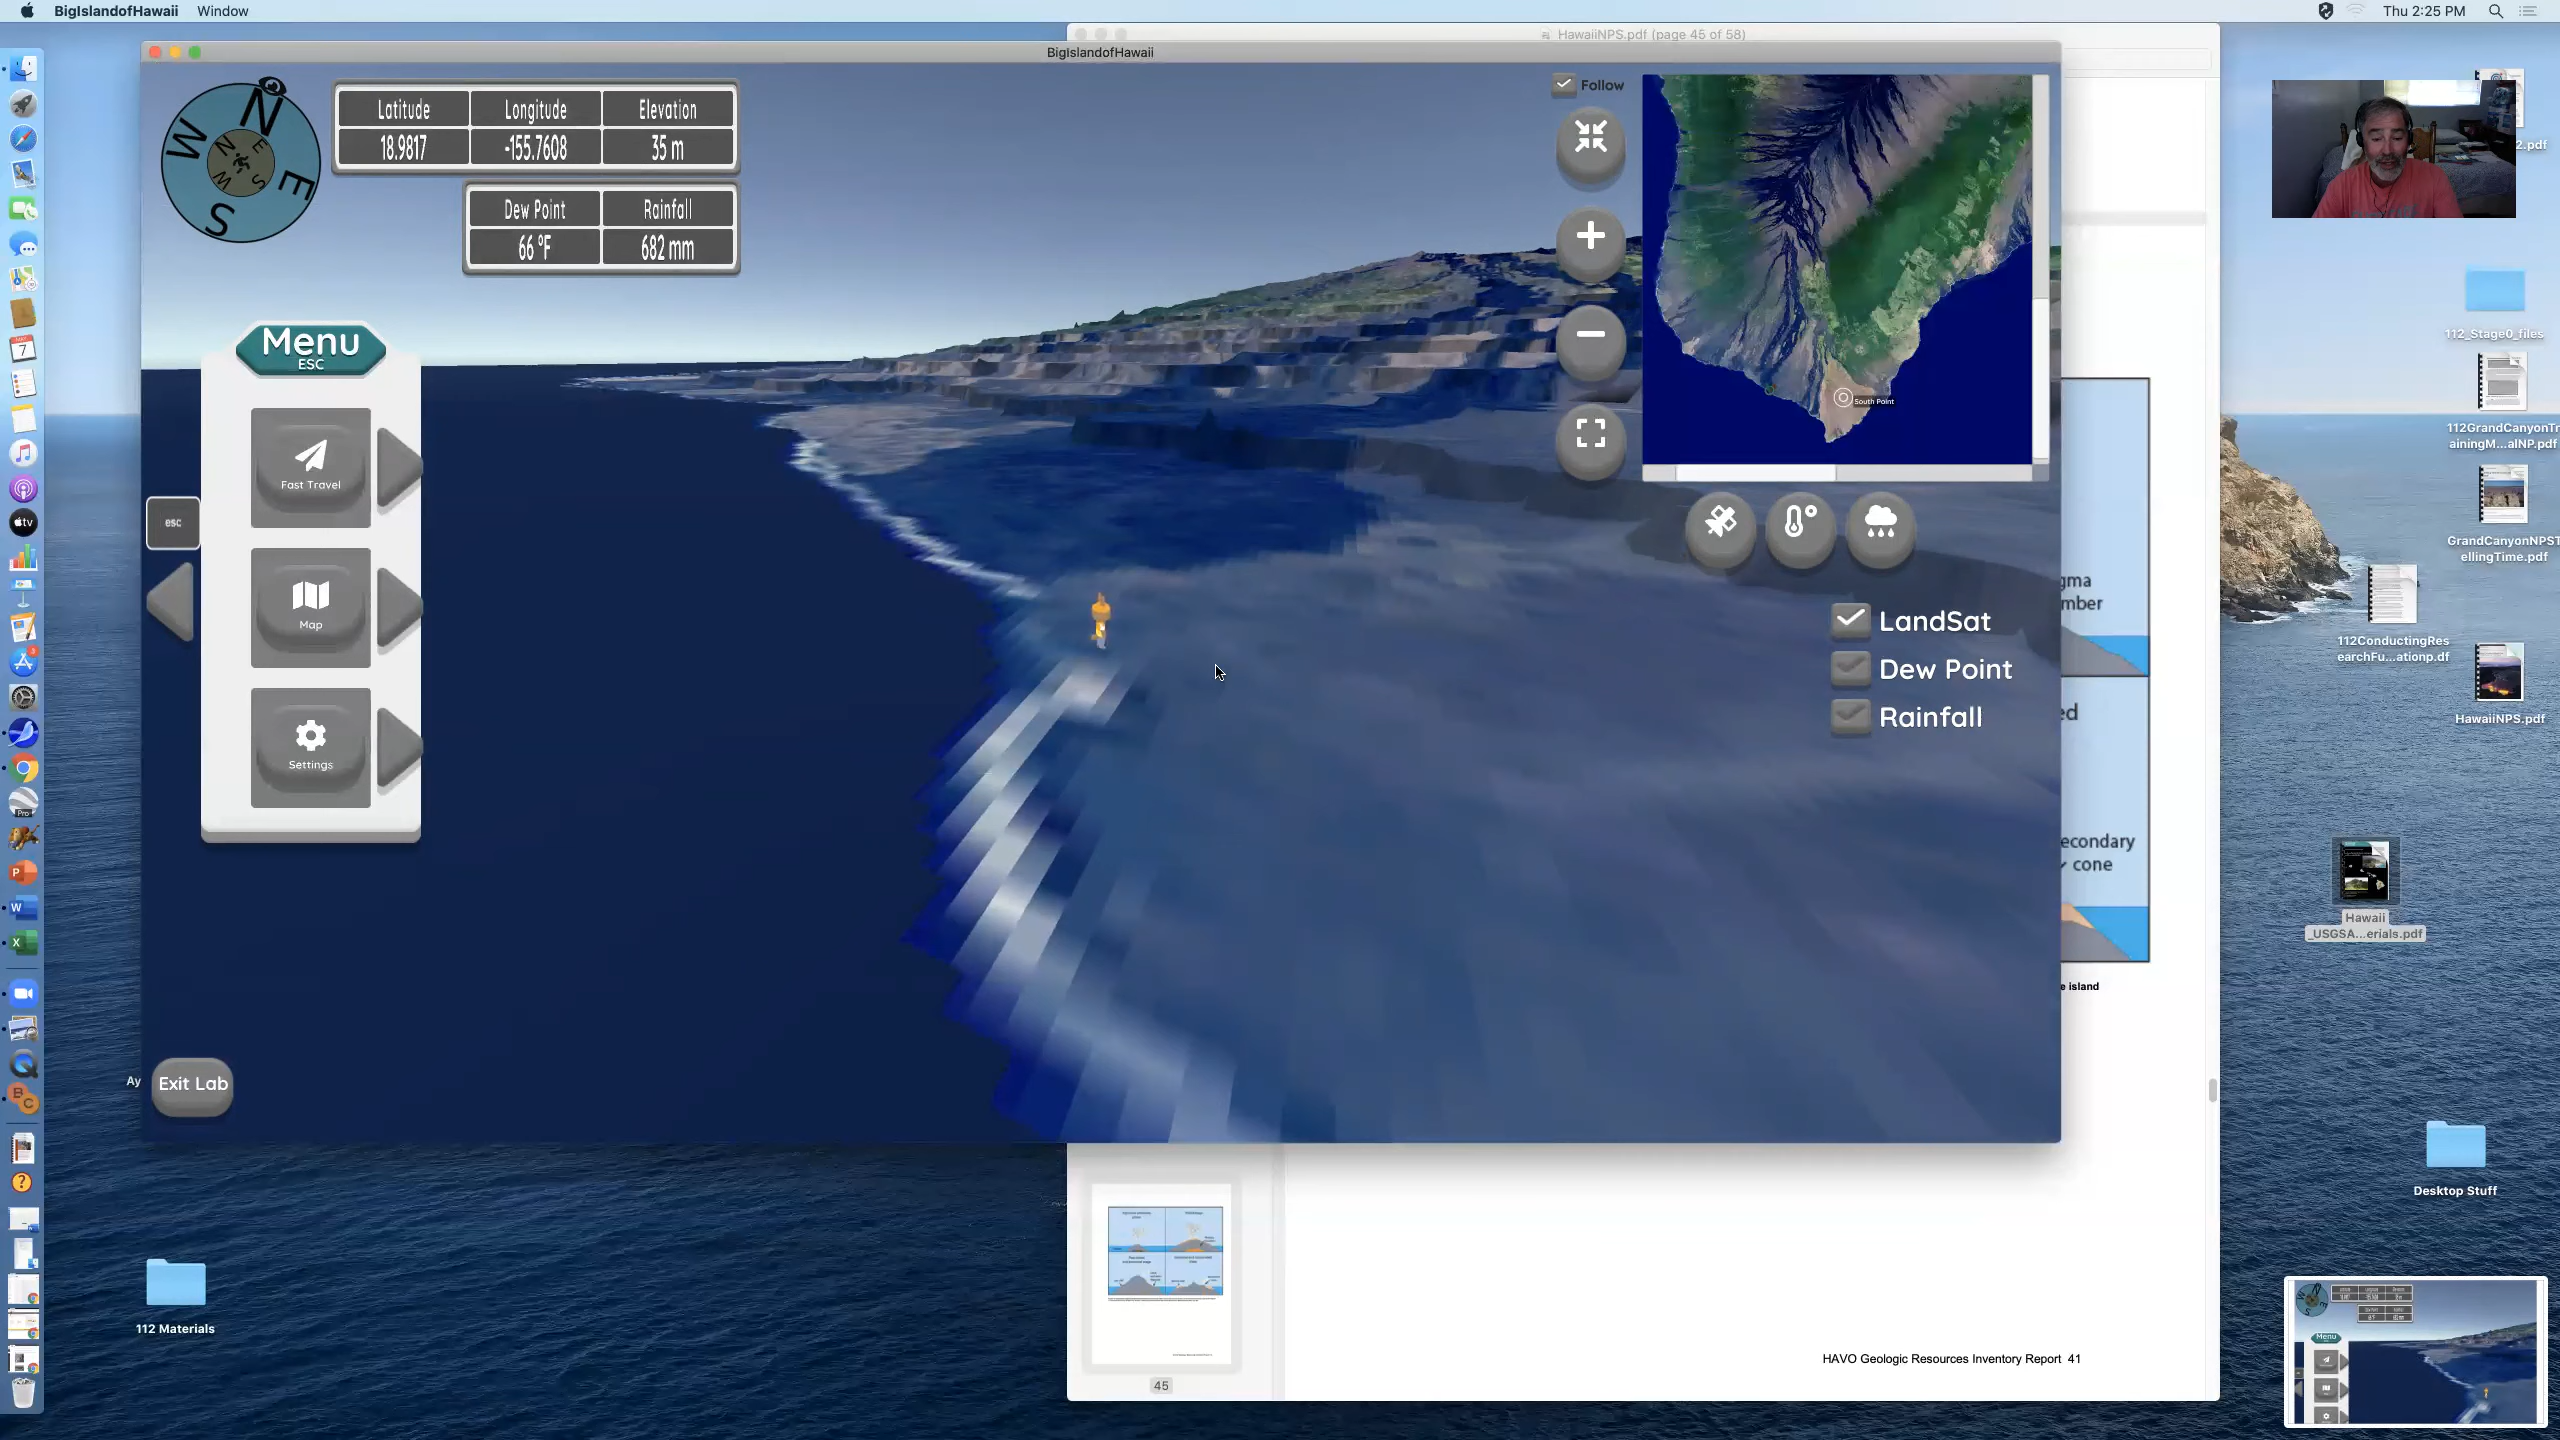 BigIslandofHawaii Window
Thu 2:25 PM
HawaiiNPS.pdf (page 45 of 58)
BigIslandofHawaii
N
E
S
W
N
E
S
W
Latitude Longitude Elevation
18.9817 -155.7608 35 m
Dew Point Rainfall
66 °F 682 mm
Follow
South Point
Menu
ESC
Fast Travel
esc
Map
Settings
LandSat
Dew Point
Rainfall
Exit Lab
Ay
gma
mber
ed
econdary
cone
e island
2.pdf
112_Stage0_files
112GrandCanyonTr
ainingM...alNP.pdf
GrandCanyonNPST
ellingTime.pdf
112ConductingRes
earchFu...ationp.df
HawaiiNPS.pdf
Hawaii
_USGSA...erials.pdf
Desktop Stuff
112 Materials
45
HAVO Geologic Resources Inventory Report 41
7
tv
Pro
W
X
P
B
C
3
Menu